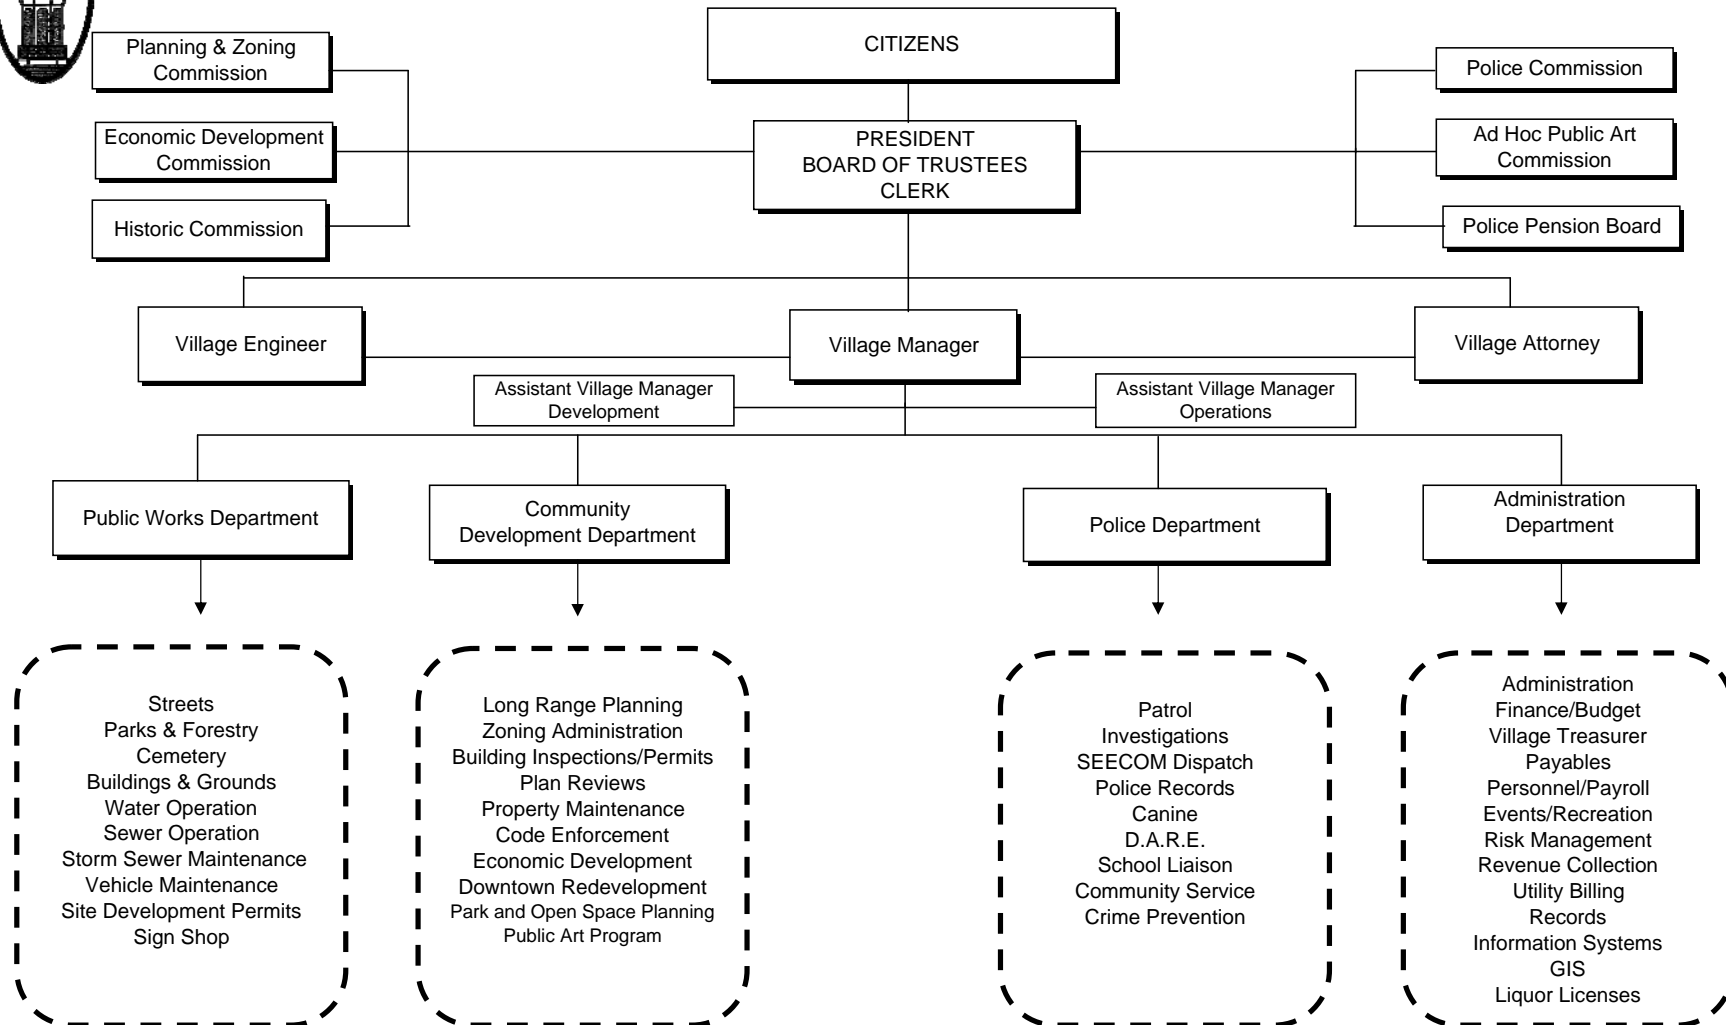 CITIZENS
Planning & Zoning
Commission
Economic Development
Commission
Historic Commission
PRESIDENT
BOARD OF TRUSTEES
CLERK
Police Commission
Ad Hoc Public Art
Commission
Police Pension Board
Village Engineer
Village Manager
Village Attorney
Assistant Village Manager
Development
Assistant Village Manager
Operations
Public Works Department
Community
Development Department
Police Department
Administration
Department
Streets
Parks & Forestry
Cemetery
Buildings & Grounds
Water Operation
Sewer Operation
Storm Sewer Maintenance
Vehicle Maintenance
Site Development Permits
Sign Shop
Long Range Planning
Zoning Administration
Building Inspections/Permits
Plan Reviews
Property Maintenance
Code Enforcement
Economic Development
Downtown Redevelopment
Park and Open Space Planning
Public Art Program
Patrol
Investigations
SEECOM Dispatch
Police Records
Canine
D.A.R.E.
School Liaison
Community Service
Crime Prevention
Administration
Finance/Budget
Village Treasurer
Payables
Personnel/Payroll
Events/Recreation
Risk Management
Revenue Collection
Utility Billing
Records
Information Systems
GIS
Liquor Licenses